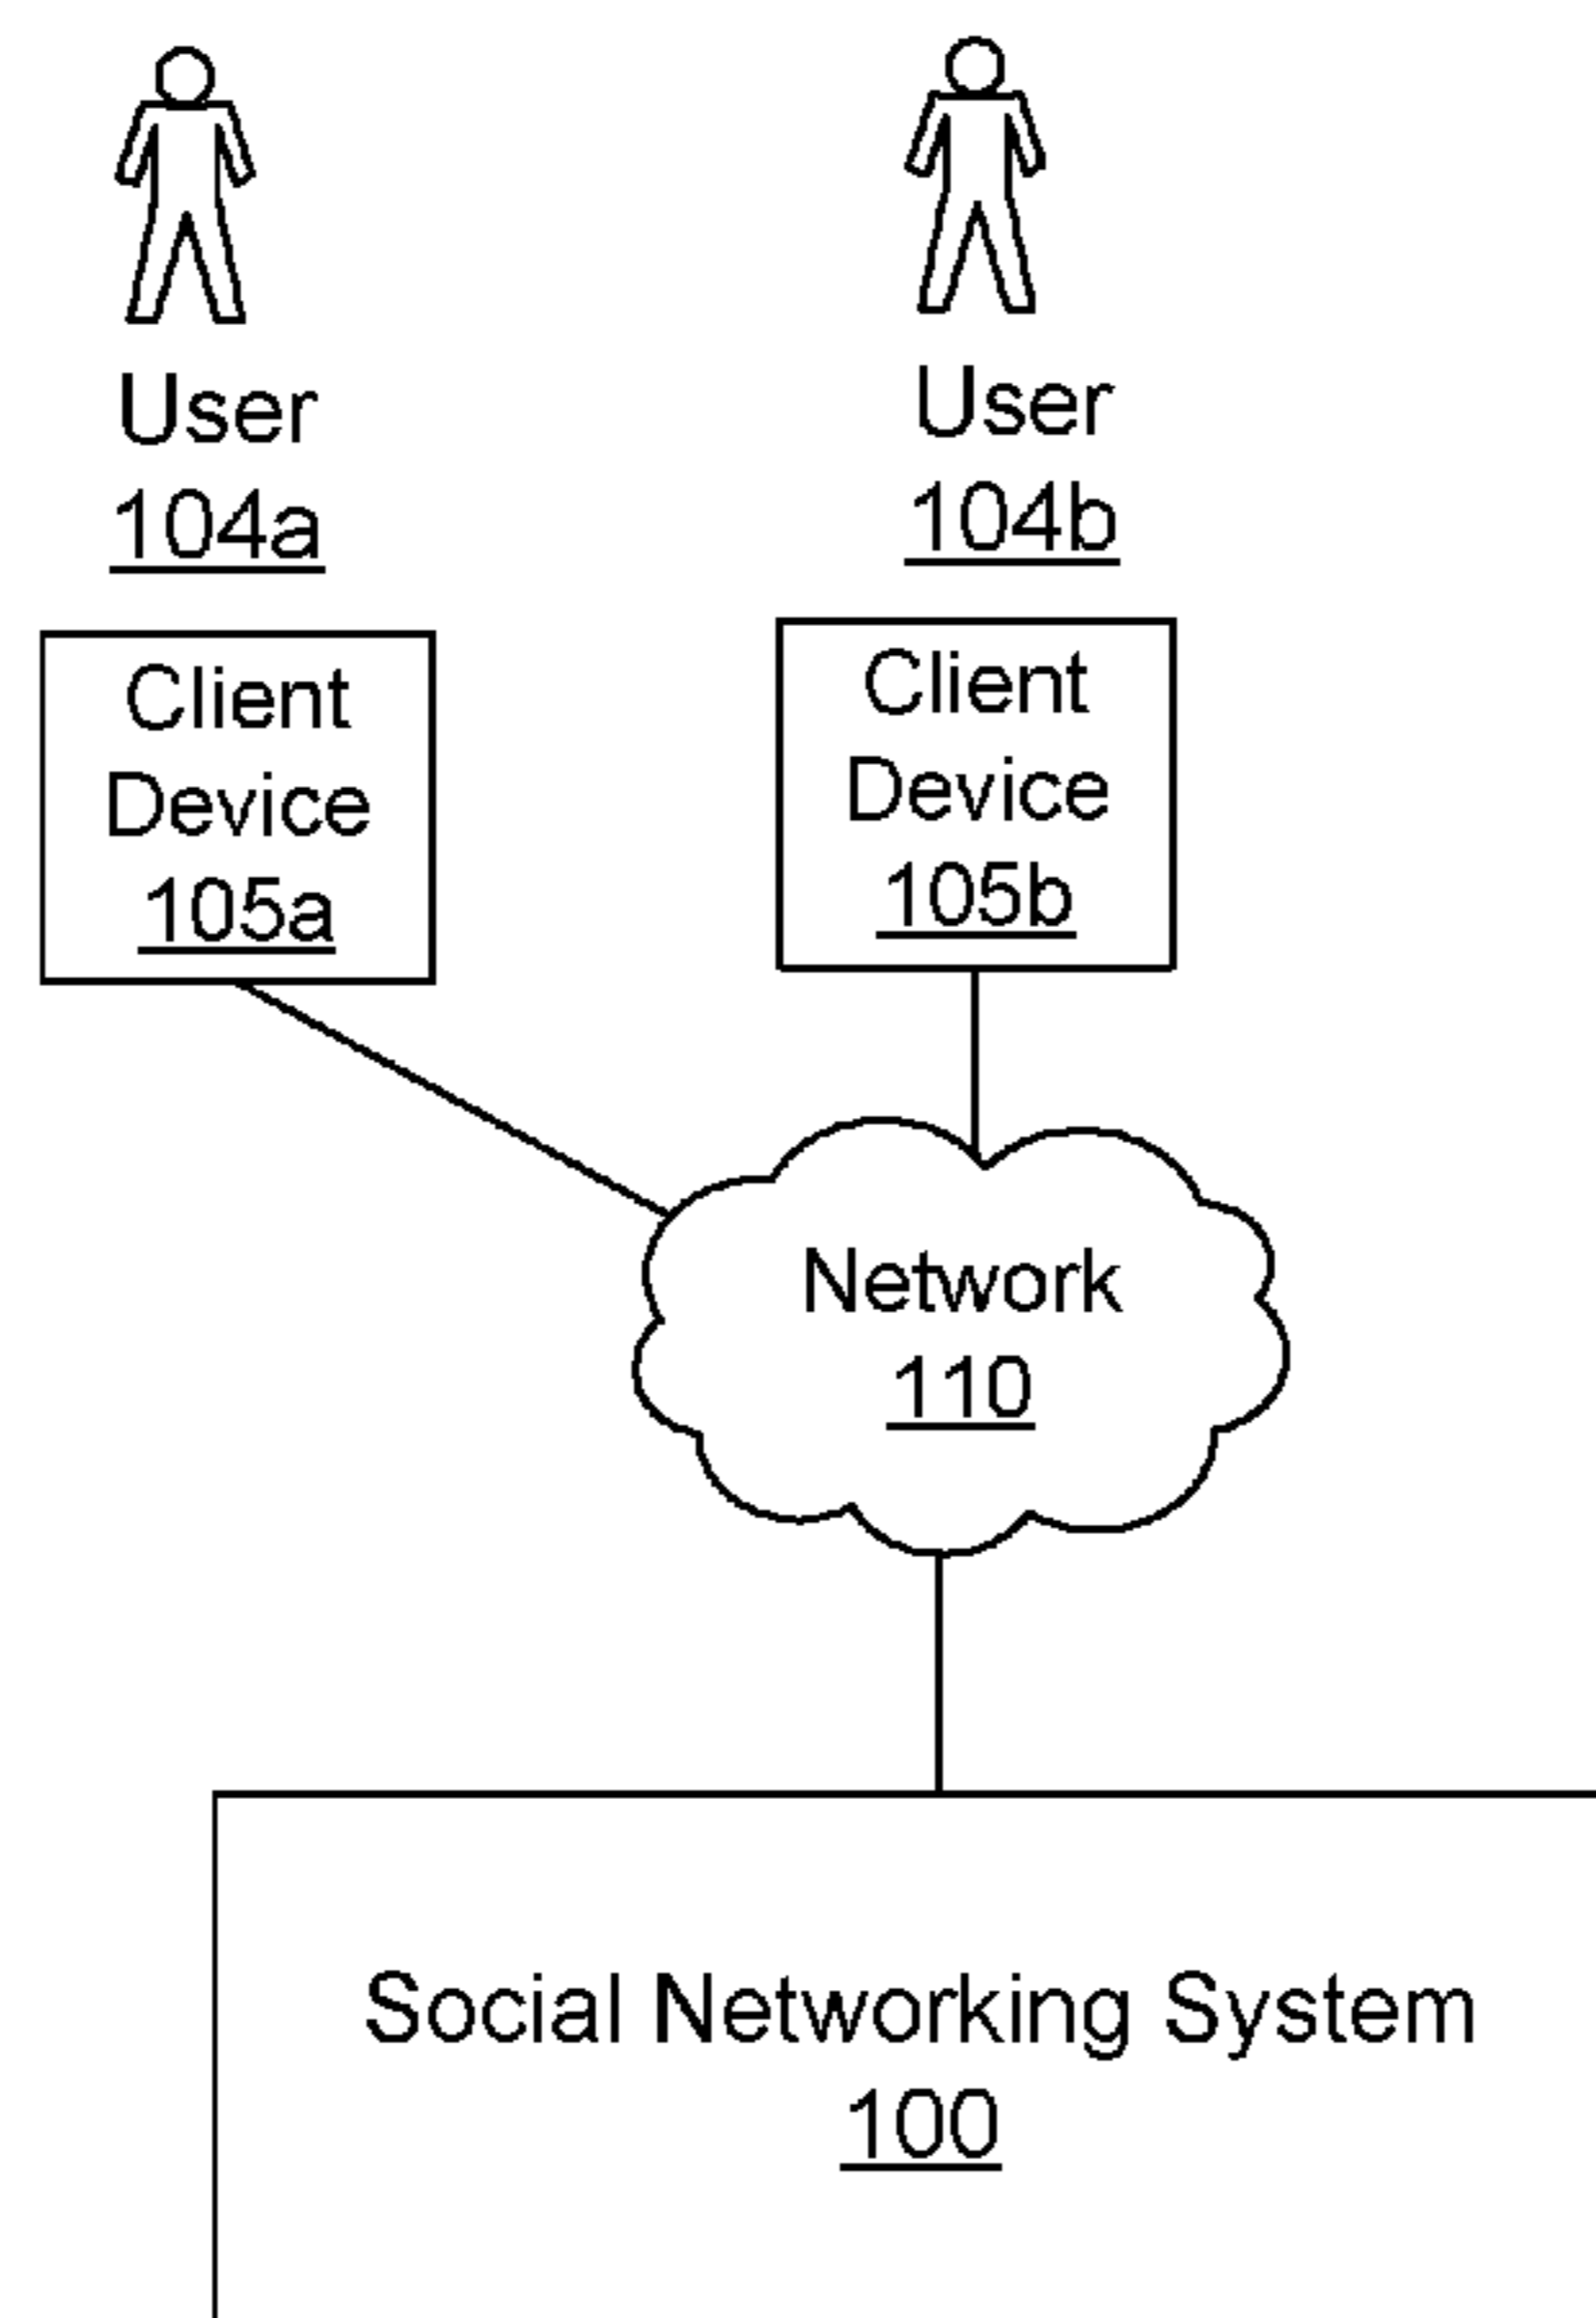 User
104a
User
104b
Client
Device
105a
Client
Device
105b
Network
110
Social Networking System
100